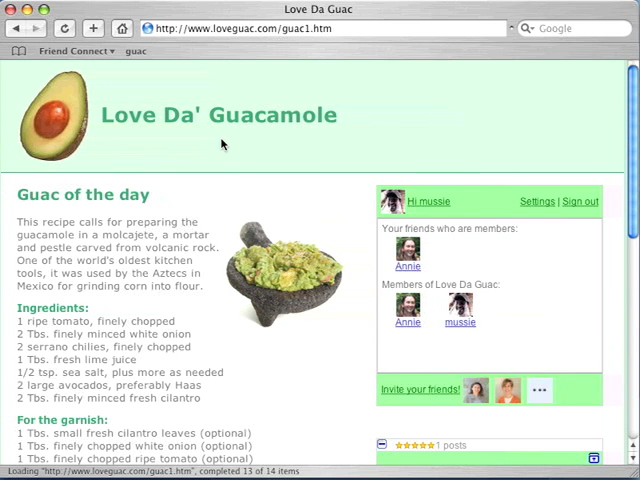 Love Da Guac
http://www.loveguac.com/guac1.htm
Google
Friend Connect
guac
Love Da' Guacamole
Guac of the day
This recipe calls for preparing the
guacamole in a molcajete, a mortar
and pestle carved from volcanic rock.
One of the world's oldest kitchen
tools, it was used by the Aztecs in
Mexico for grinding corn into flour.
Ingredients:
1 ripe tomato, finely chopped
2 Tbs. finely minced white onion
2 serrano chilies, finely chopped
1 Tbs. fresh lime juice
1/2 tsp. sea salt, plus more as needed
2 large avocados, preferably Haas
2 Tbs. finely minced fresh cilantro
For the garnish:
1 Tbs. small fresh cilantro leaves (optional)
1 Tbs. finely chopped white onion (optional)
1 Tbs. finely chopped ripe tomato (optional)
Hi mussie
Settings | Sign out
Your friends who are members:
Annie
Members of Love Da Guac:
Annie mussie
Invite your friends!
1 posts
Loading "http://www.loveguac.com/guac1.htm", completed 13 of 14 items